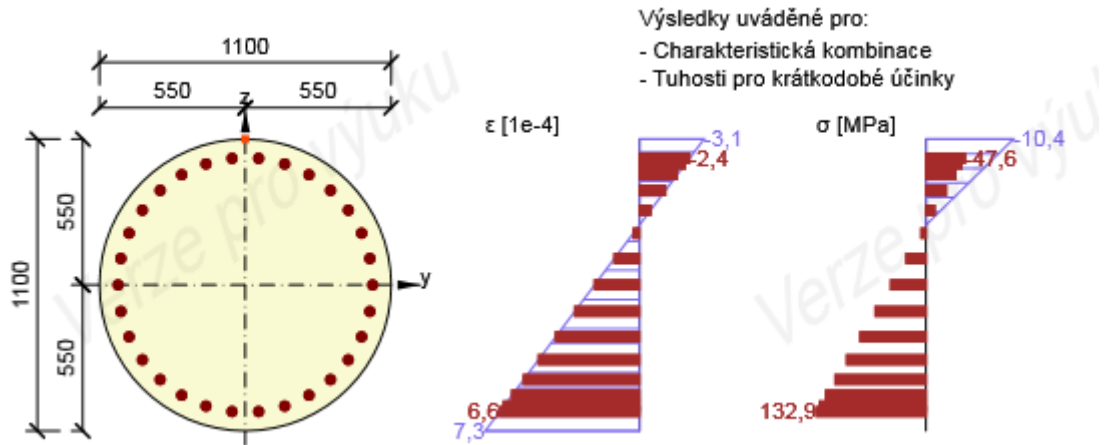 Výsledky uváděné pro:
- Charakteristická kombinace
- Tuhosti pro krátkodobé účinky
1100
550
550
z
y
1100
550
550
ε [1e-4]
-3,1
-2,4
6,6
7,3
σ [MPa]
-10,4
-47,6
132,9
Verze pro výuku
Verze pro výuku